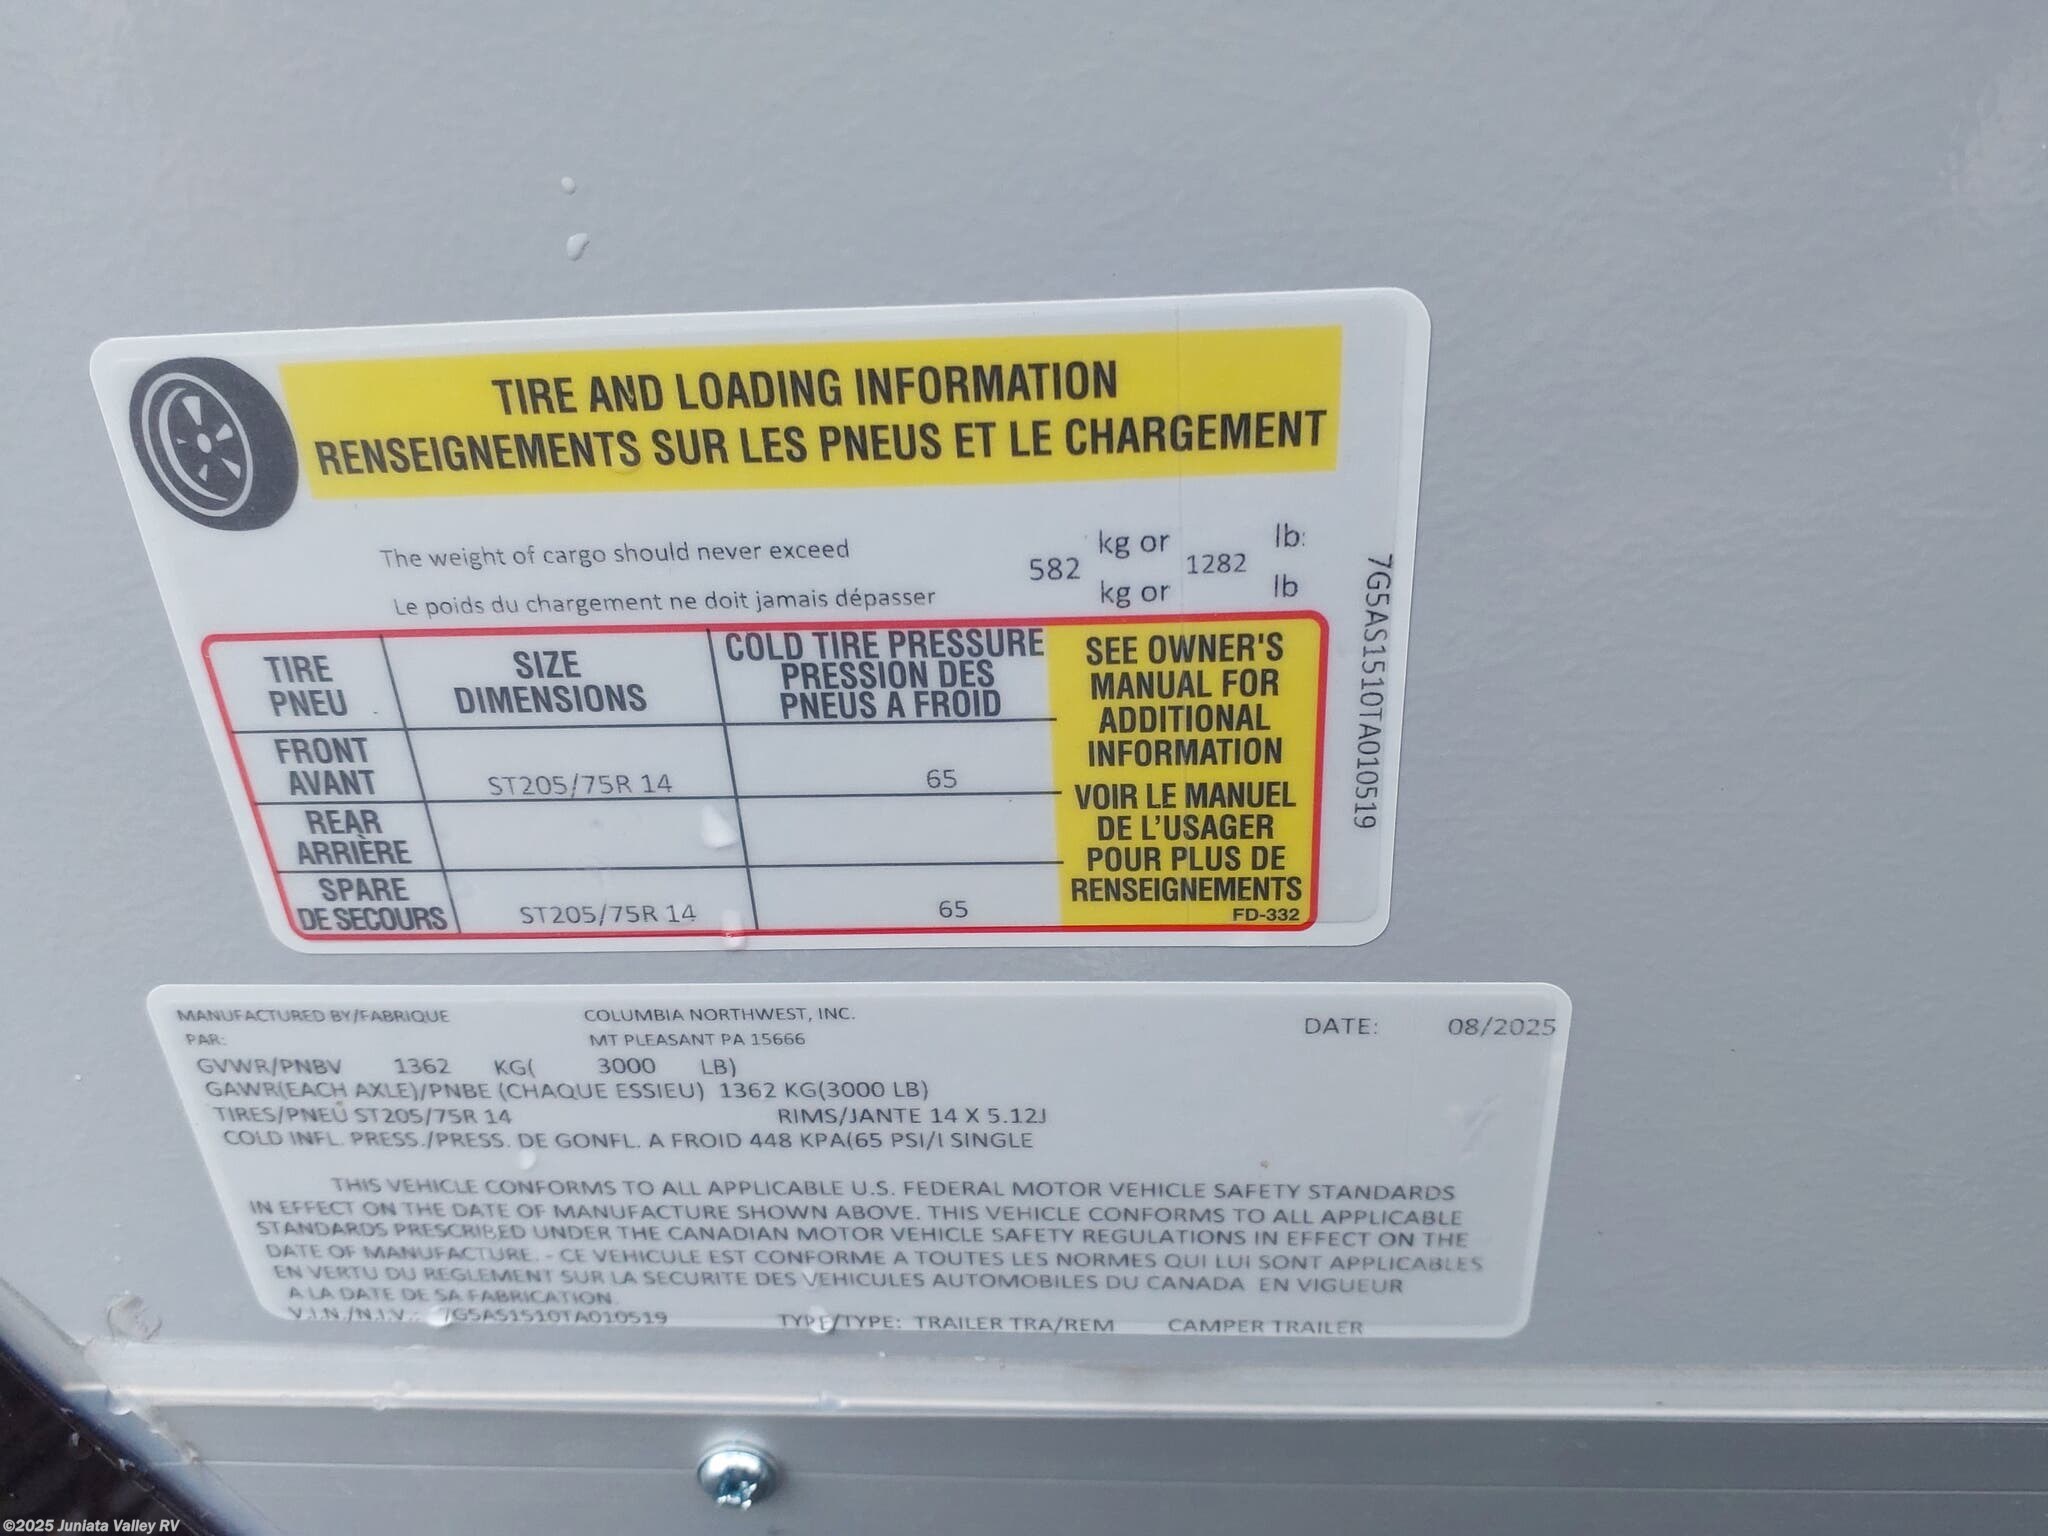 TIRE AND LOADING INFORMATION
RENSEIGNEMENTS SUR LES PNEUS ET LE CHARGEMENT
The weight of cargo should never exceed 582 kg or 1282 lb:
Le poids du chargement ne doit jamais dépasser kg or lb
7G5AS1510TA010519
TIRE
PNEU
SIZE
DIMENSIONS
COLD TIRE PRESSURE
PRESSION DES
PNEUS A FROID
FRONT
AVANT
ST205/75R 14
65
REAR
ARRIÈRE
SPARE
DE SECOURS
ST205/75R 14
65
SEE OWNER'S
MANUAL FOR
ADDITIONAL
INFORMATION
VOIR LE MANUEL
DE L'USAGER
POUR PLUS DE
RENSEIGNEMENTS
FD-332
MANUFACTURED BY/FABRIQUE COLUMBIA NORTHWEST, INC. DATE: 08/2025
PAR: MT PLEASANT PA 15666
GVWR/PNBV 1362 KG( 3000 LB)
GAWR(EACH AXLE)/PNBE (CHAQUE ESSIEU) 1362 KG(3000 LB)
TIRES/PNEU ST205/75R 14 RIMS/JANTE 14 X 5.12J
COLD INFL. PRESS./PRESS. DE GONFL. A FROID 448 KPA(65 PSI/I SINGLE
THIS VEHICLE CONFORMS TO ALL APPLICABLE U.S. FEDERAL MOTOR VEHICLE SAFETY STANDARDS
IN EFFECT ON THE DATE OF MANUFACTURE SHOWN ABOVE. THIS VEHICLE CONFORMS TO ALL APPLICABLE
STANDARDS PRESCRIBED UNDER THE CANADIAN MOTOR VEHICLE SAFETY REGULATIONS IN EFFECT ON THE
DATE OF MANUFACTURE. - CE VEHICULE EST CONFORME A TOUTES LES NORMES QUI LUI SONT APPLICABLES
EN VERTU DU REGLEMENT SUR LA SECURITE DES VEHICULES AUTOMOBILES DU CANADA EN VIGUEUR
A LA DATE DE SA FABRICATION.
V.I.N./N.I.V.: 7G5AS1510TA010519 TYPE/TYPE: TRAILER TRA/REM CAMPER TRAILER
©2025 Juniata Valley RV